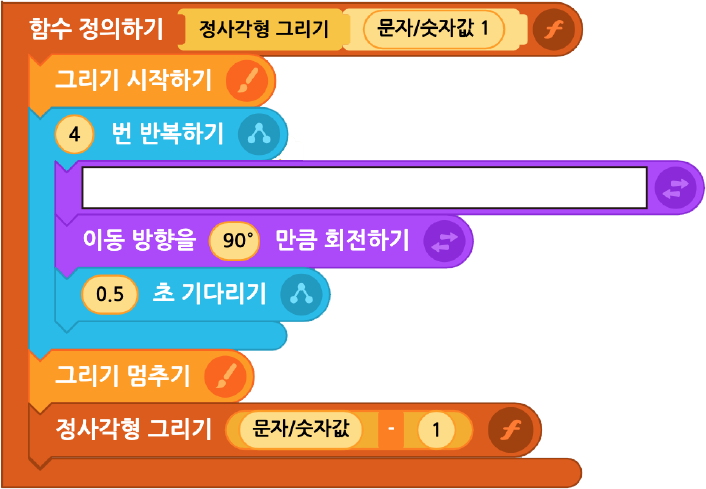 함수 정의하기 정사각형 그리기 문자/숫자값 1
그리기 시작하기
4 번 반복하기
이동 방향을 90° 만큼 회전하기
0.5 초 기다리기
그리기 멈추기
정사각형 그리기 문자/숫자값 - 1